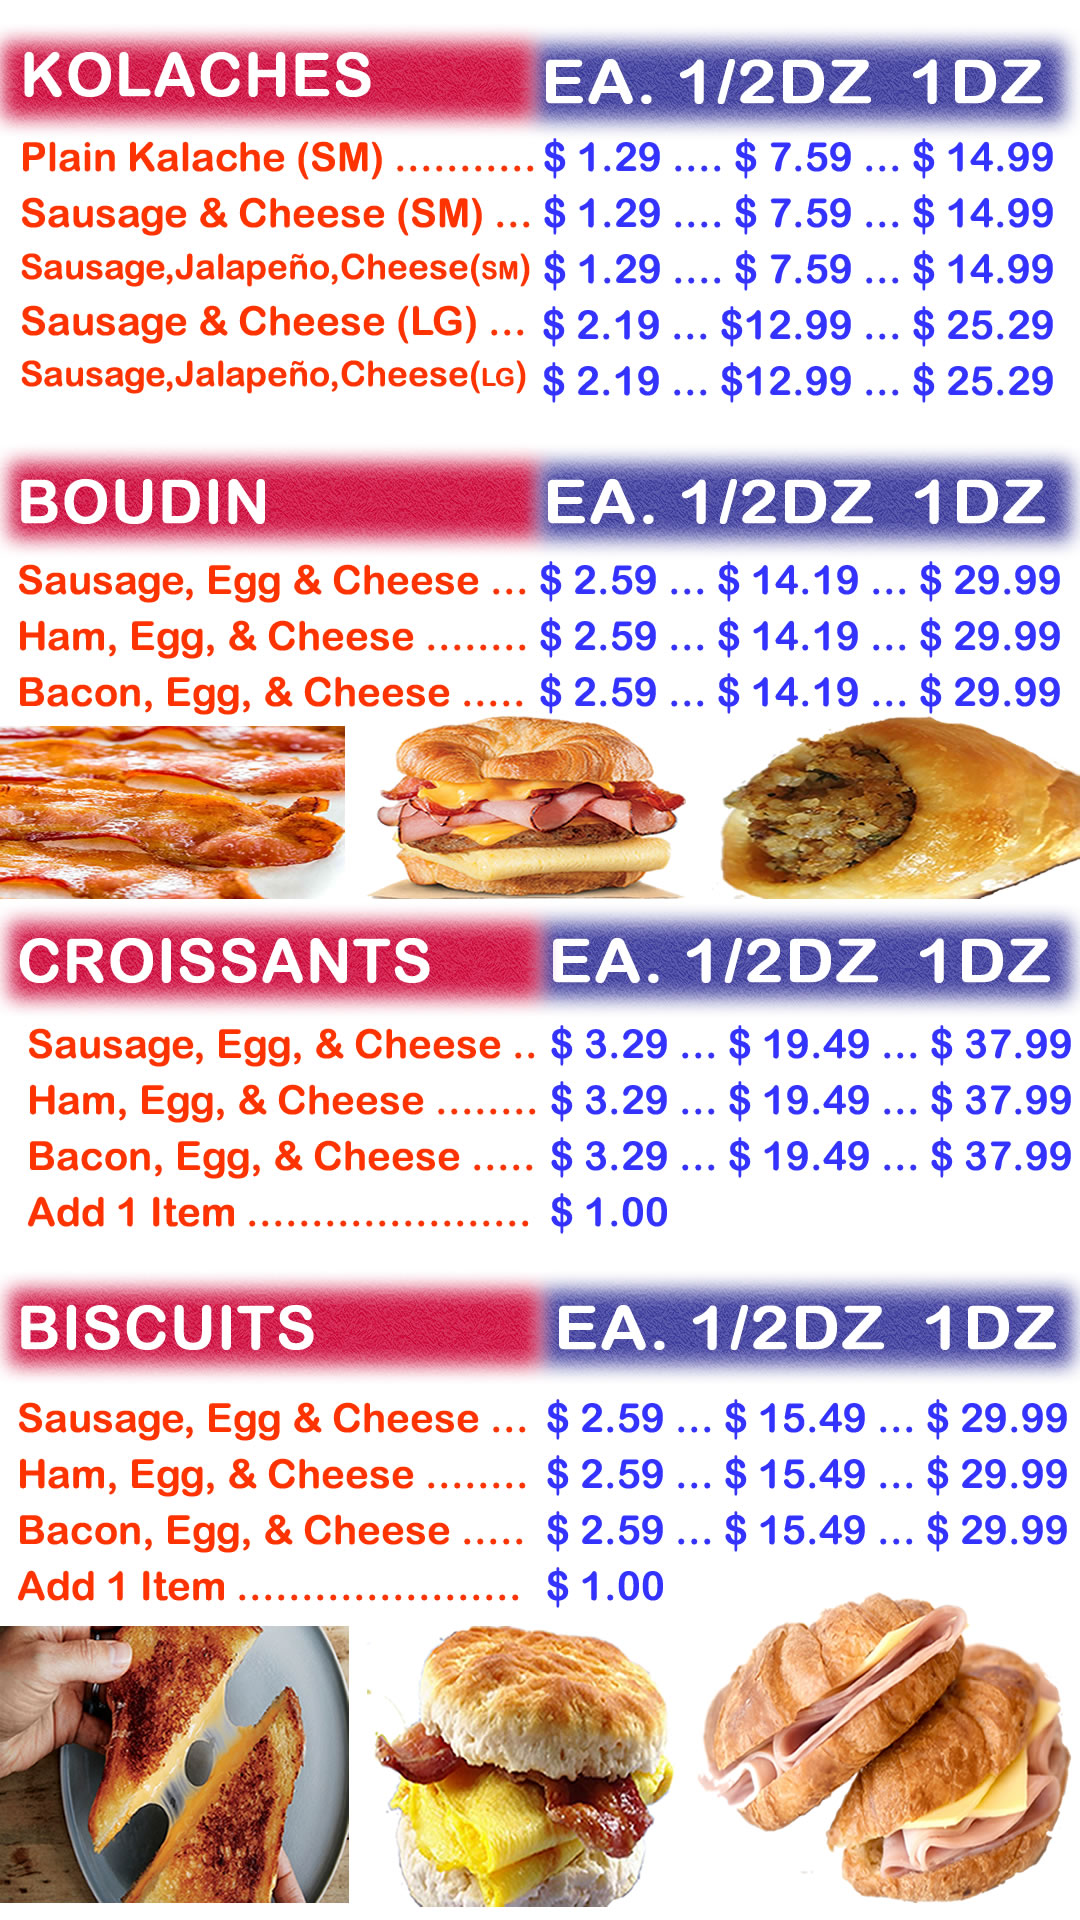 KOLACHES EA. 1/2DZ 1DZ
Plain Kalache (SM) ........... $ 1.29 .... $ 7.59 ... $ 14.99
Sausage & Cheese (SM) ... $ 1.29 .... $ 7.59 ... $ 14.99
Sausage,Jalapeño,Cheese(SM) $ 1.29 .... $ 7.59 ... $ 14.99
Sausage & Cheese (LG) ... $ 2.19 ... $12.99 ... $ 25.29
Sausage,Jalapeño,Cheese(LG) $ 2.19 ... $12.99 ... $ 25.29
BOUDIN EA. 1/2DZ 1DZ
Sausage, Egg & Cheese ... $ 2.59 ... $ 14.19 ... $ 29.99
Ham, Egg, & Cheese ........ $ 2.59 ... $ 14.19 ... $ 29.99
Bacon, Egg, & Cheese ..... $ 2.59 ... $ 14.19 ... $ 29.99
CROISSANTS EA. 1/2DZ 1DZ
Sausage, Egg, & Cheese .. $ 3.29 ... $ 19.49 ... $ 37.99
Ham, Egg, & Cheese ........ $ 3.29 ... $ 19.49 ... $ 37.99
Bacon, Egg, & Cheese ..... $ 3.29 ... $ 19.49 ... $ 37.99
Add 1 Item ...................... $ 1.00
BISCUITS EA. 1/2DZ 1DZ
Sausage, Egg & Cheese ... $ 2.59 ... $ 15.49 ... $ 29.99
Ham, Egg, & Cheese ........ $ 2.59 ... $ 15.49 ... $ 29.99
Bacon, Egg, & Cheese ..... $ 2.59 ... $ 15.49 ... $ 29.99
Add 1 Item ...................... $ 1.00